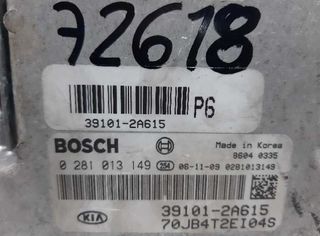 72618
P6
39101-2A615
BOSCH
Made in Korea
8604 0335
0 281 013 149 254 06-11-09 0281013149
KIA
39101-2A615
70JB4T2EI04S